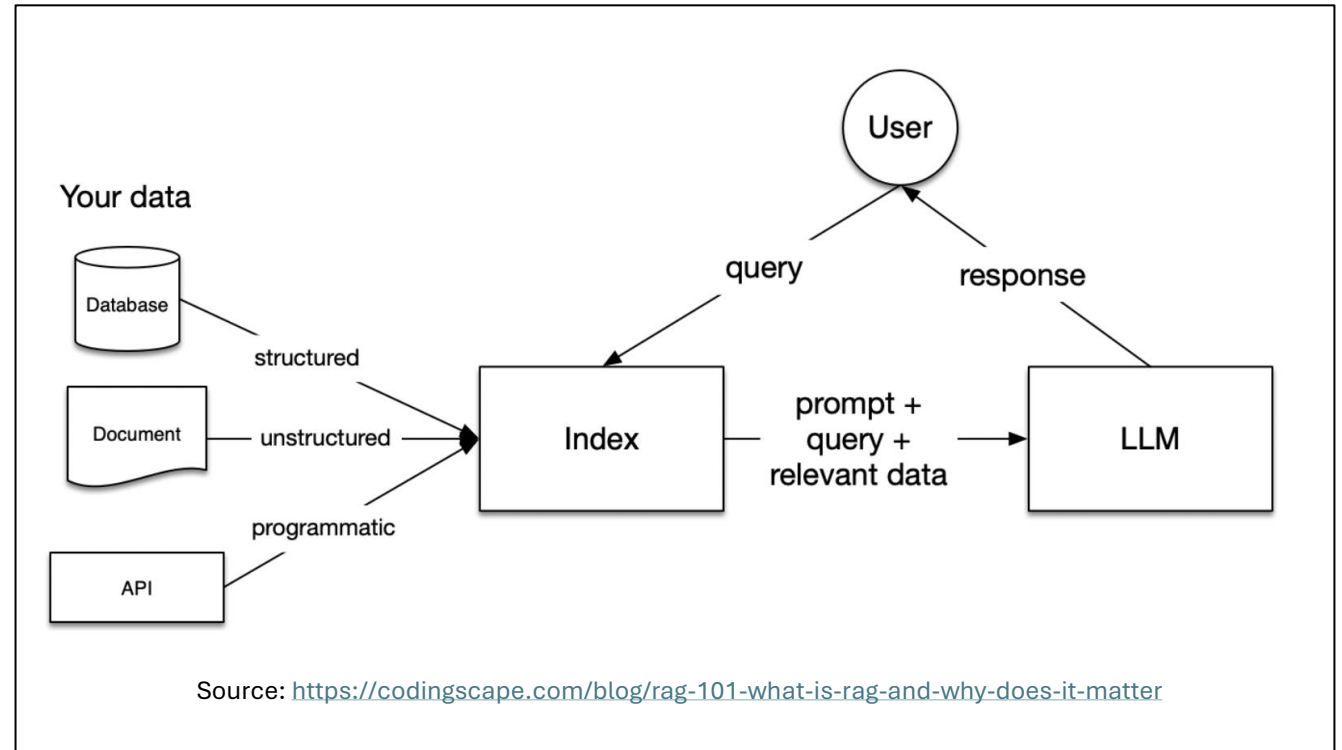 User
Your data
Database
query
response
structured
Document
unstructured
Index
prompt +
query +
relevant data
LLM
programmatic
API
Source: https://codingscape.com/blog/rag-101-what-is-rag-and-why-does-it-matter